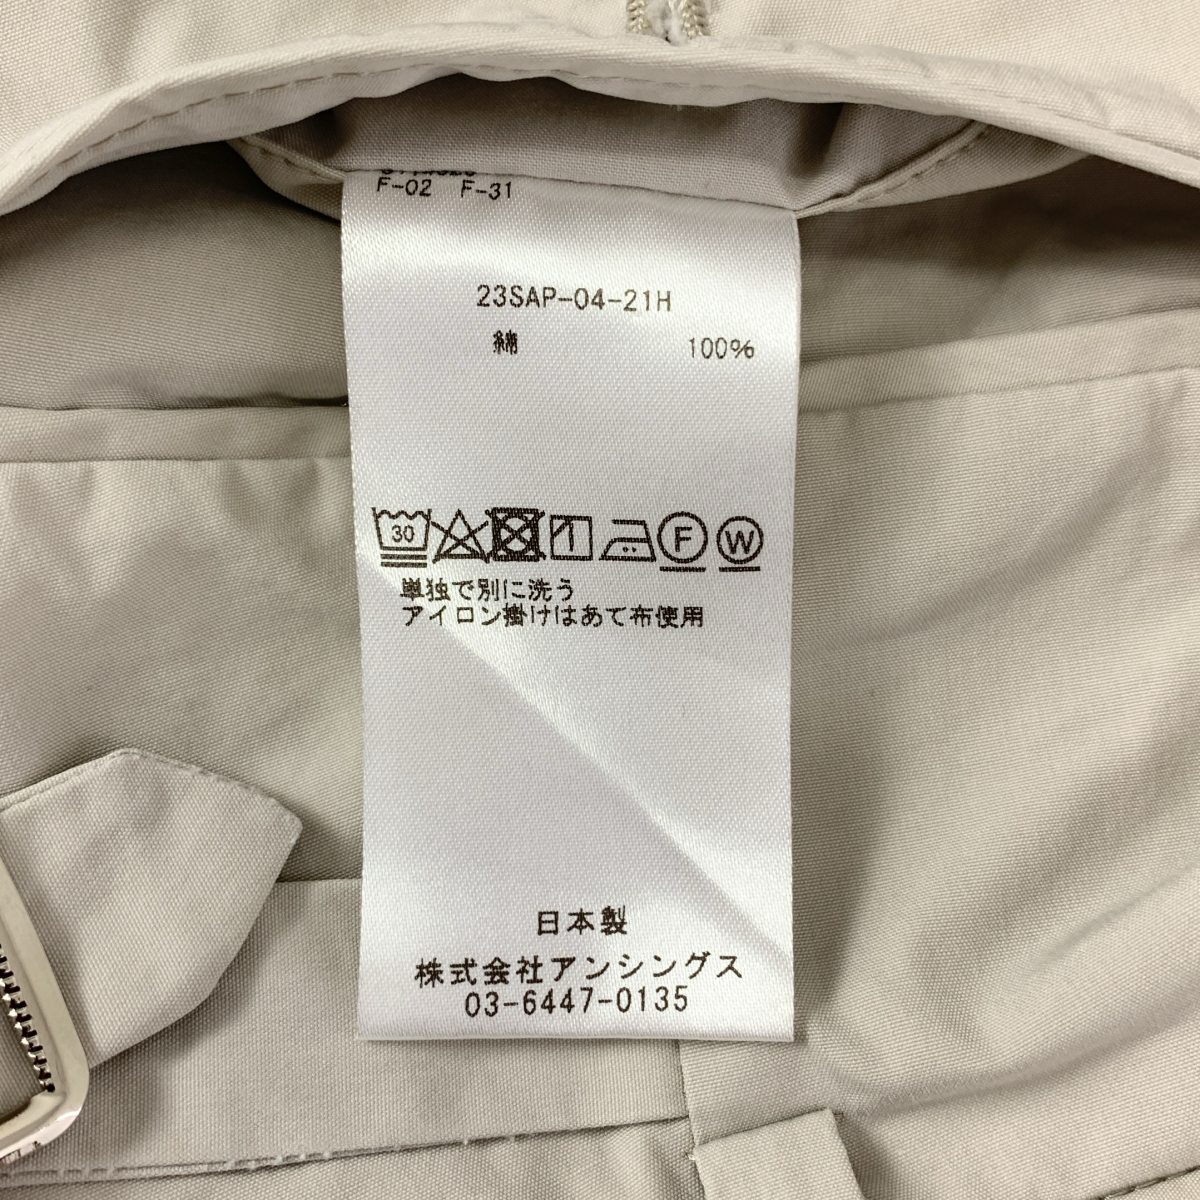 F-02 F-31
23SAP-04-21H
綿 100%
30 F W
単独で別に洗う
アイロン掛けはあて布使用
日本製
株式会社アンシングス
03-6447-0135